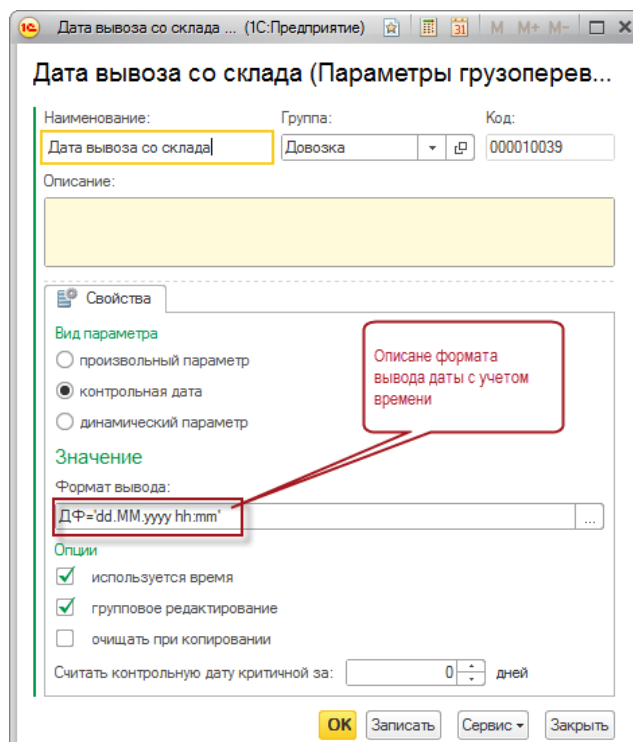 Дата вывоза со склада ... (1С:Предприятие) 31 M M+ M-
Дата вывоза со склада (Параметры грузоперев...
Наименование: Группа: Код:
Дата вывоза со склада Довозка 000010039
Описание:
Свойства
Вид параметра
произвольный параметр
контрольная дата
динамический параметр
Описане формата
вывода даты с учетом
времени
Значение
Формат вывода:
ДФ='dd.MM.yyyy hh:mm' ...
Опции
используется время
групповое редактирование
очищать при копировании
Считать контрольную дату критичной за: 0 дней
OK Записать Сервис Закрыть